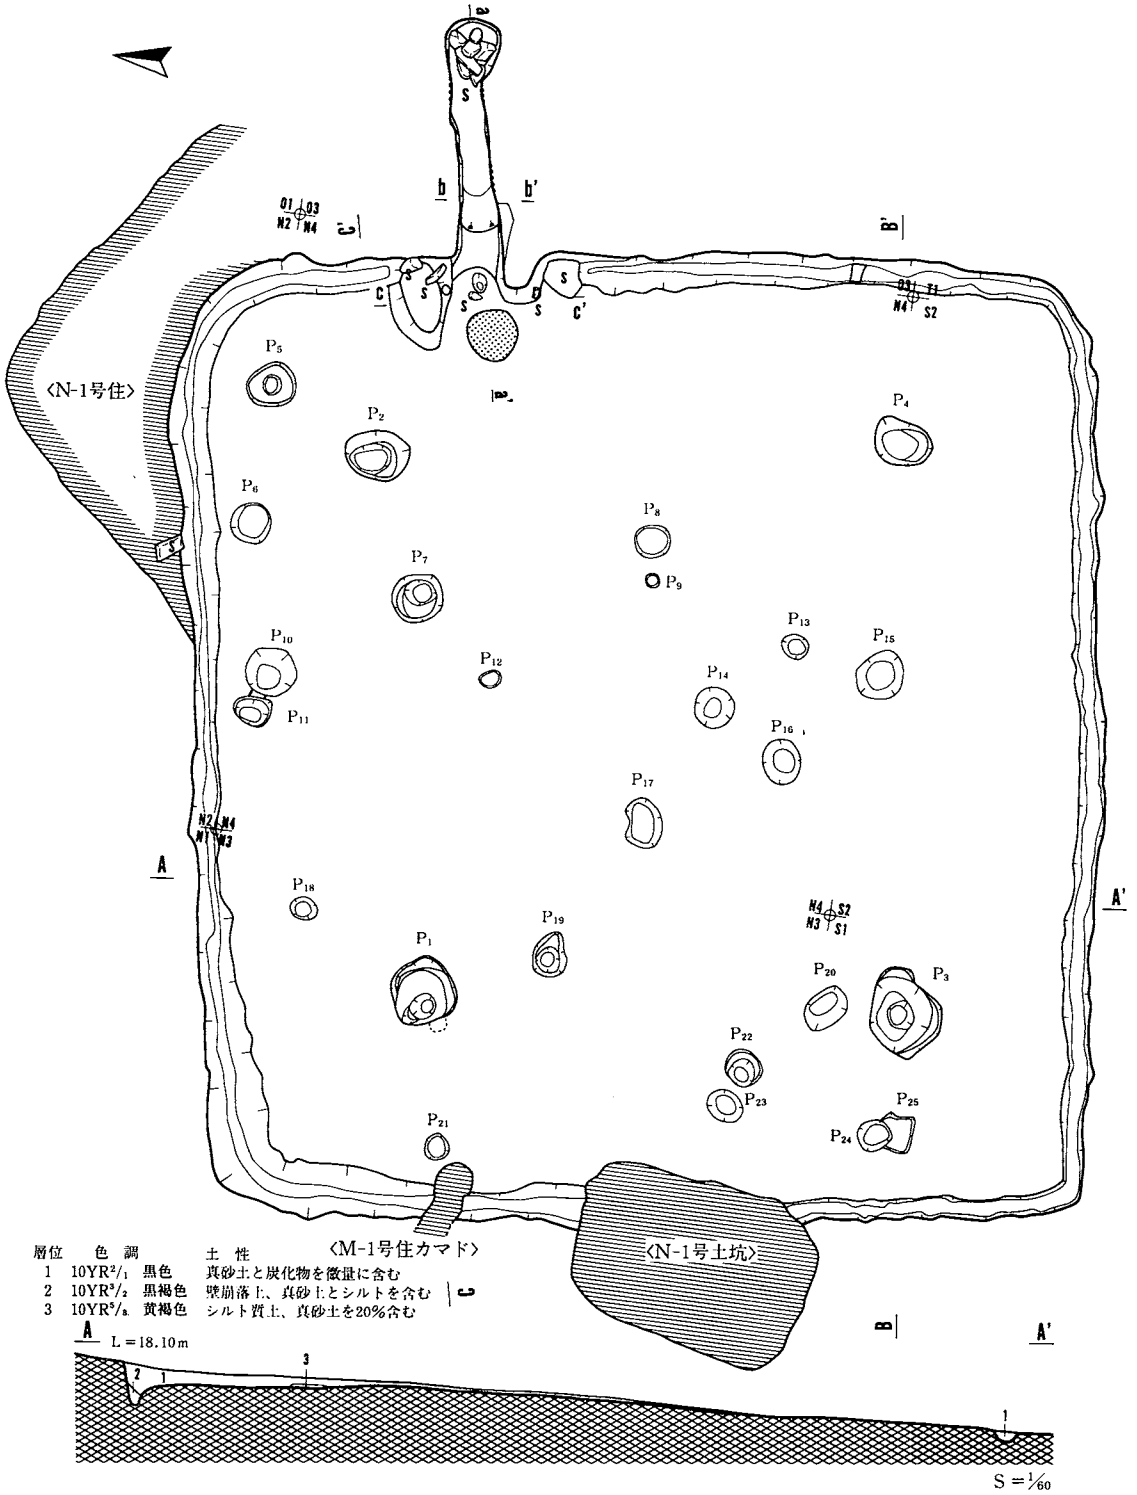 a
S
b b'
O1 O3
N2 N4
C'
B'
C
S
S
S
S
S
C'
O3 T1
N4 S2
a'
P5
〈N-1号住〉
P2
P4
P6
P8
S
P7
P9
P10
P13
P15
P12
P14
P11
P16
P17
N2 N4
N1 N3
A
A'
P18
P19
P1
N4 S2
N3 S1
P20
P3
P22
P23
P25
P24
P21
〈M-1号住カマド〉
〈N-1号土坑〉
層位 色調 土性
1 10YR2/1 黒色 真砂土と炭化物を微量に含む
2 10YR3/2 黒褐色 壁崩落土、真砂土とシルトを含む
3 10YR5/8 黄褐色 シルト質土、真砂土を20%含む
C
B
A L=18.10m
A'
3
2 1
1
S=1/60